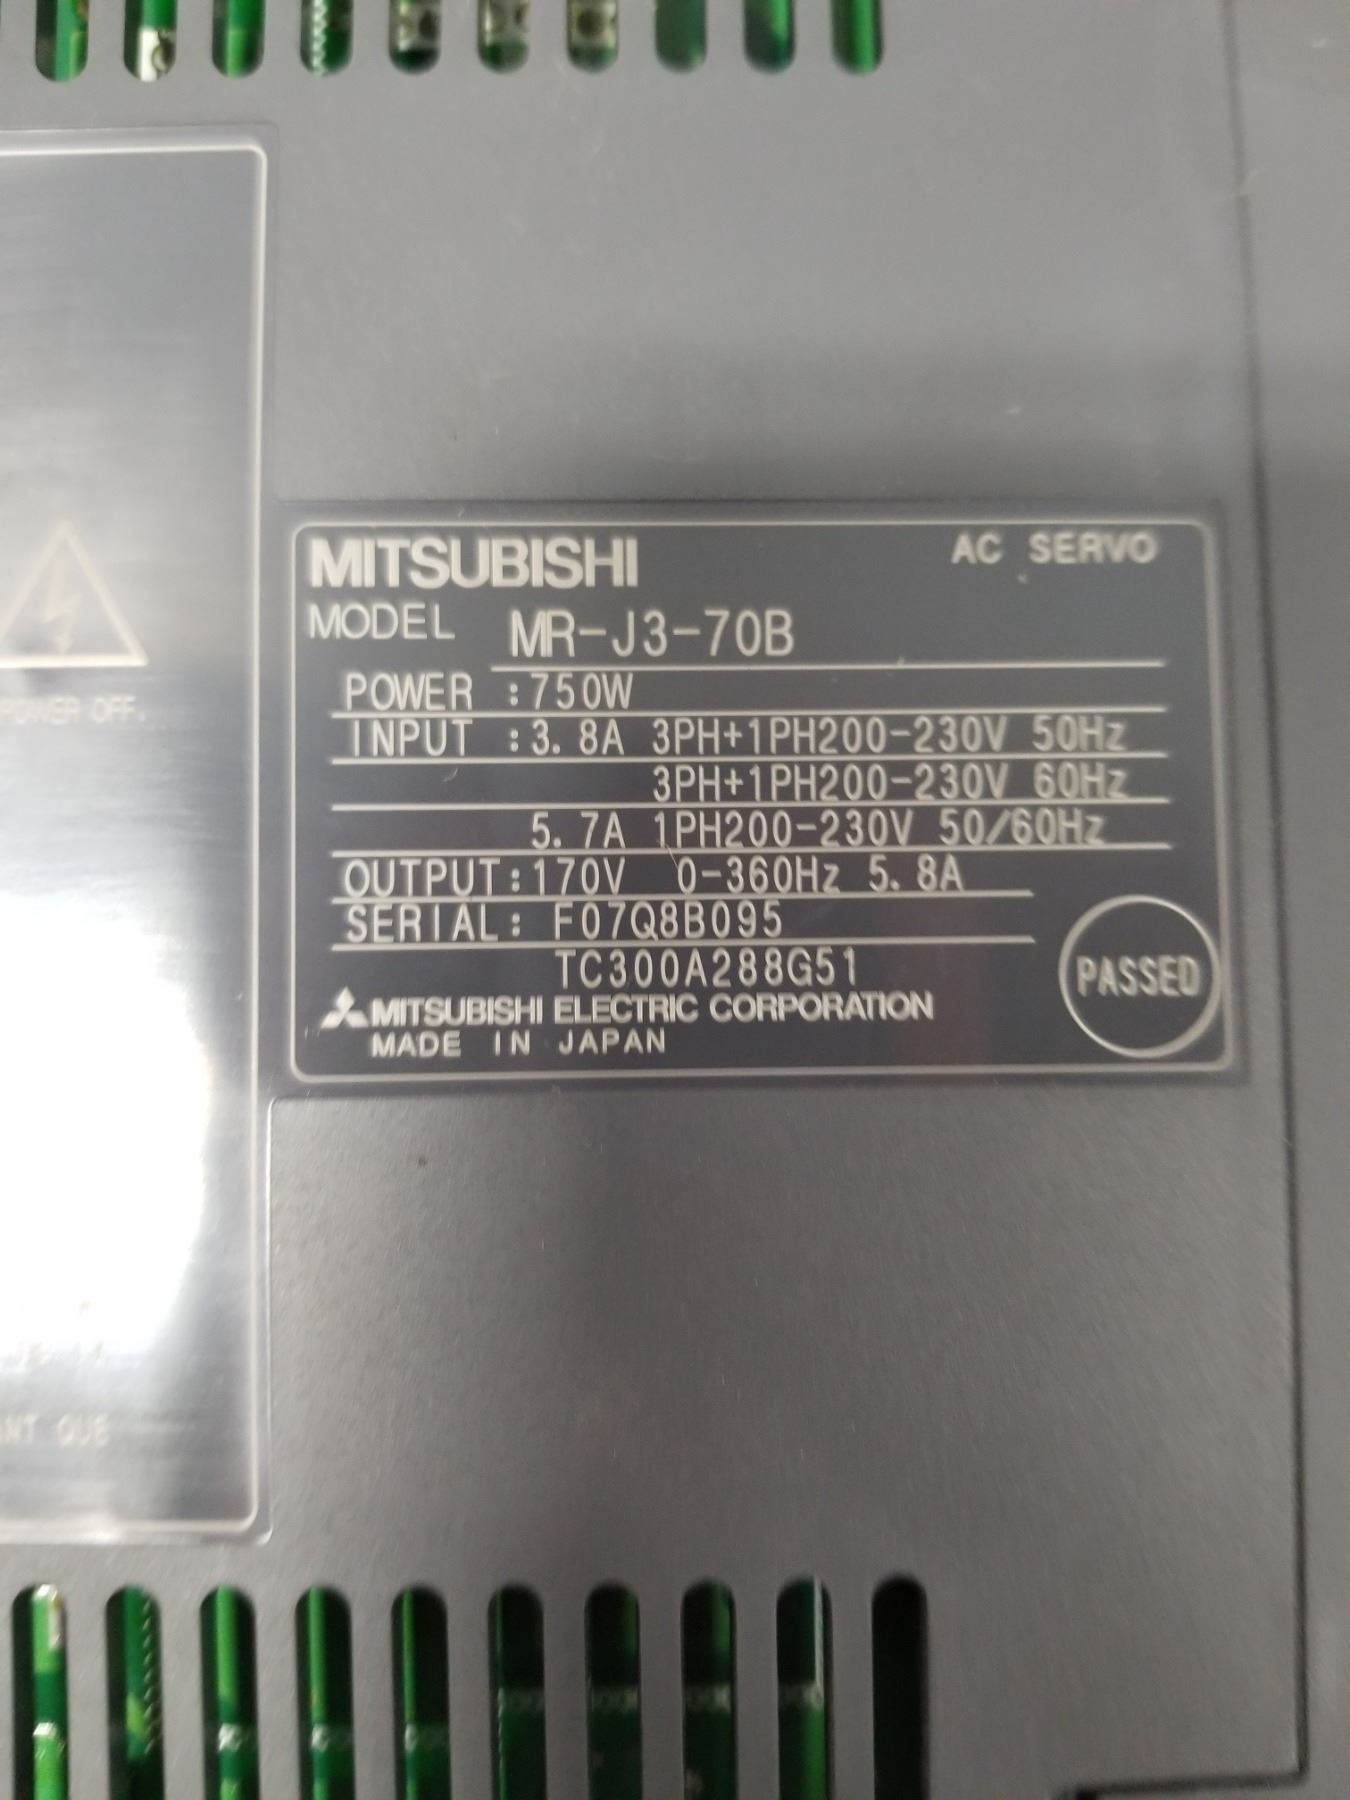 MITSUBISHI AC SERVO
MODEL MR-J3-70B
POWER :750W
INPUT :3.8A 3PH+1PH200-230V 50Hz
3PH+1PH200-230V 60Hz
5.7A 1PH200-230V 50/60Hz
OUTPUT:170V 0-360Hz 5.8A
SERIAL: F07Q8B095
TC300A288G51
PASSED
MITSUBISHI ELECTRIC CORPORATION
MADE IN JAPAN
POWER OFF.
QUE